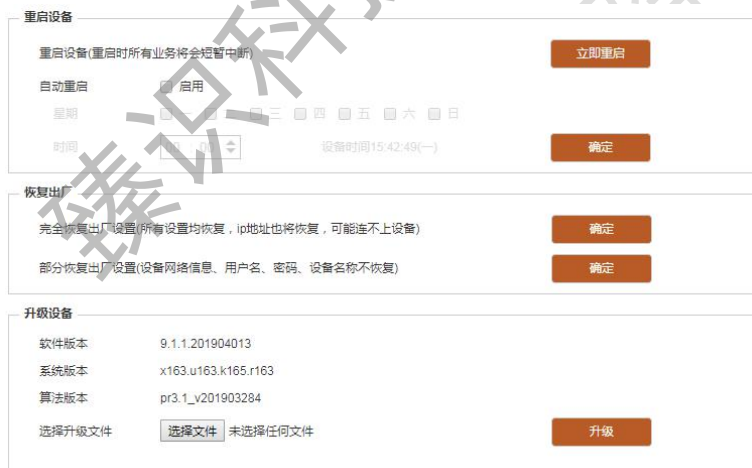 重启设备
重启设备(重启时所有业务将会短暂中断) 立即重启
自动重启 启用
星期 一 二 三 四 五 六 日
时间 00 : 00 设备时间15:42:49(一) 确定
恢复出厂
完全恢复出厂设置(所有设置均恢复，ip地址也将恢复，可能连不上设备) 确定
部分恢复出厂设置(设备网络信息、用户名、密码、设备名称不恢复) 确定
升级设备
软件版本 9.1.1.201904013
系统版本 x163.u163.k165.r163
算法版本 pr3.1_v201903284
选择升级文件 选择文件 未选择任何文件 升级
臻识科技